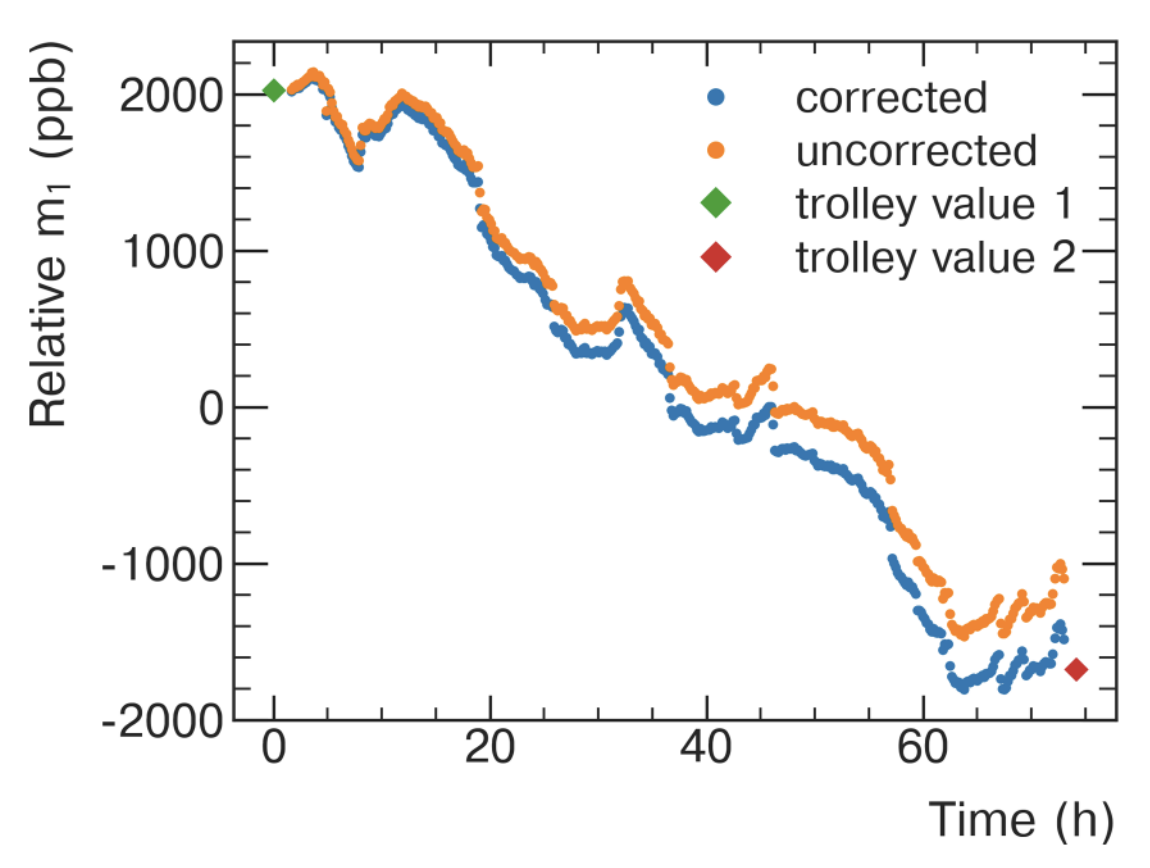 Relative m₁ (ppb)
2000
1000
0
-1000
-2000
corrected
uncorrected
trolley value 1
trolley value 2
0 20 40 60
Time (h)